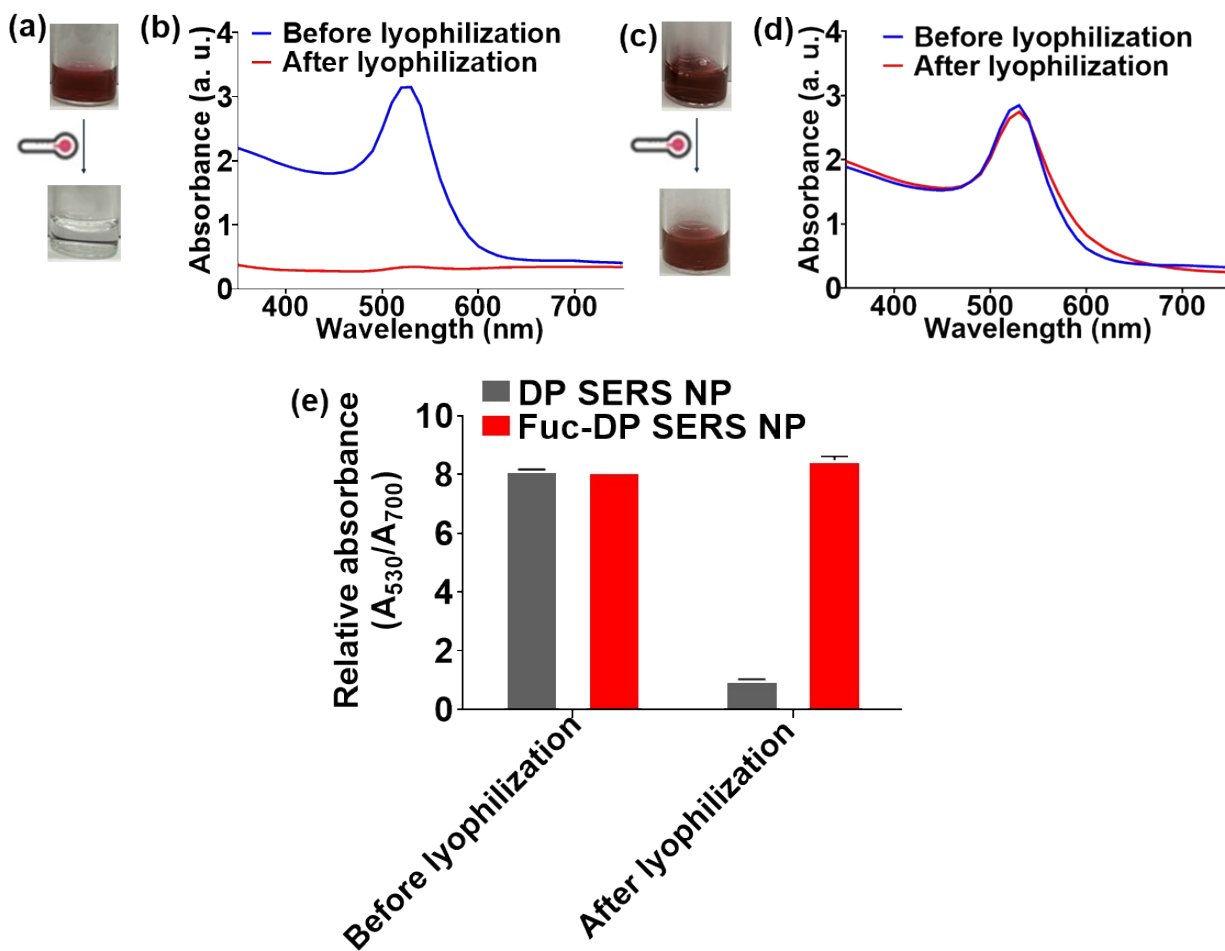 (a)
(b)
4
3
2
1
0
Absorbance (a. u.)
Before lyophilization
After lyophilization
400 500 600 700
Wavelength (nm)
(c)
(d)
4
3
2
1
0
Absorbance (a. u.)
Before lyophilization
After lyophilization
400 500 600 700
Wavelength (nm)
(e)
DP SERS NP
Fuc-DP SERS NP
Relative absorbance
(A₅₃₀/A₇₀₀)
10
8
6
4
2
0
Before lyophilization
After lyophilization